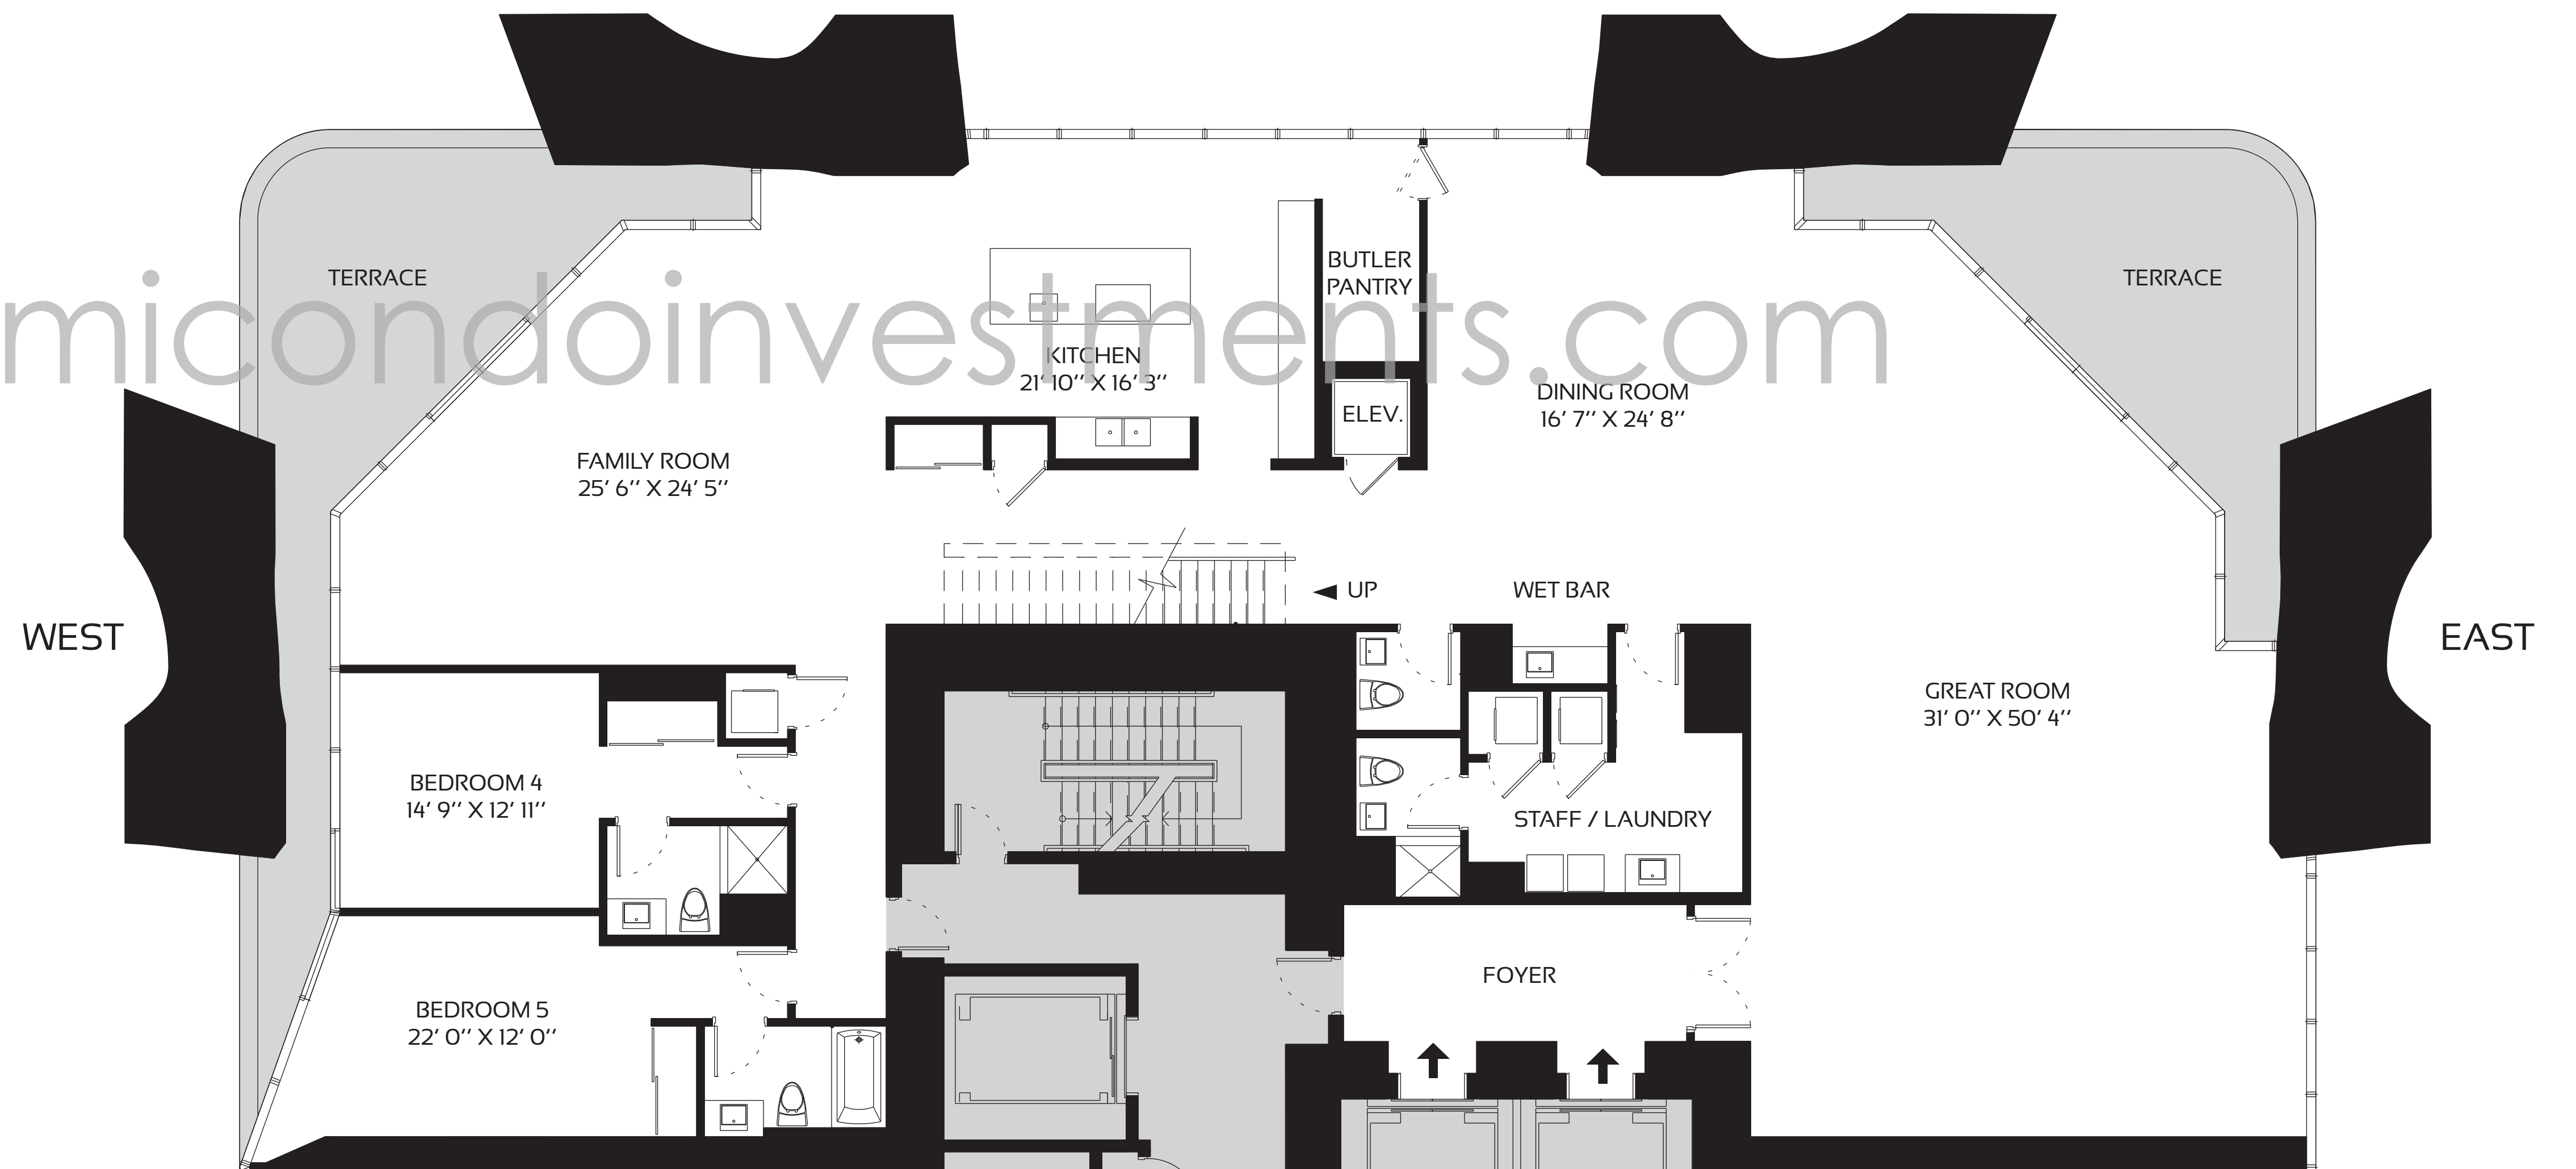 TERRACE
BUTLER
PANTRY
TERRACE
micondoinvestments.com
KITCHEN
21' 10'' X 16' 3''
DINING ROOM
16' 7'' X 24' 8''
ELEV.
FAMILY ROOM
25' 6'' X 24' 5''
UP
WET BAR
WEST
EAST
GREAT ROOM
31' 0'' X 50' 4''
BEDROOM 4
14' 9'' X 12' 11''
STAFF / LAUNDRY
FOYER
BEDROOM 5
22' 0'' X 12' 0''